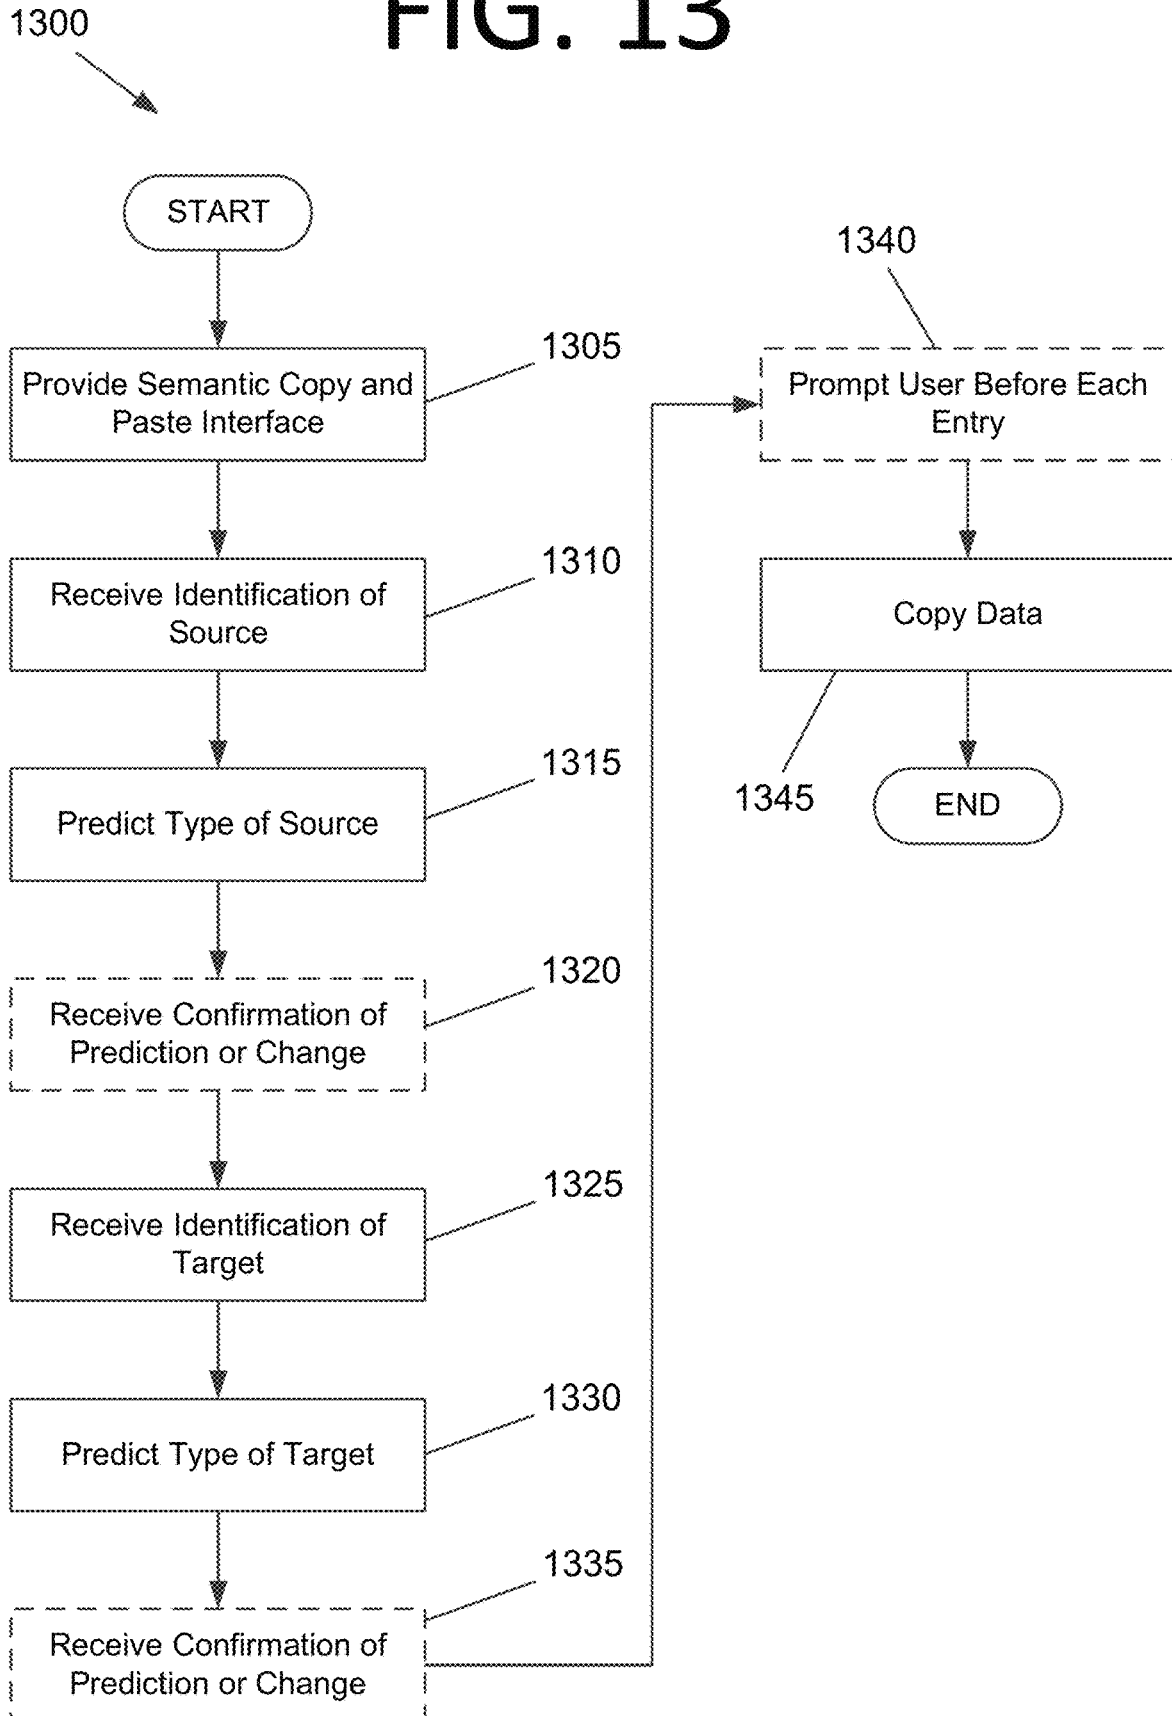 1300
FIG. 13
START
Provide Semantic Copy and
Paste Interface
1305
Receive Identification of
Source
1310
Predict Type of Source
1315
Receive Confirmation of
Prediction or Change
1320
Receive Identification of
Target
1325
Predict Type of Target
1330
Receive Confirmation of
Prediction or Change
1335
1340
Prompt User Before Each
Entry
Copy Data
1345
END